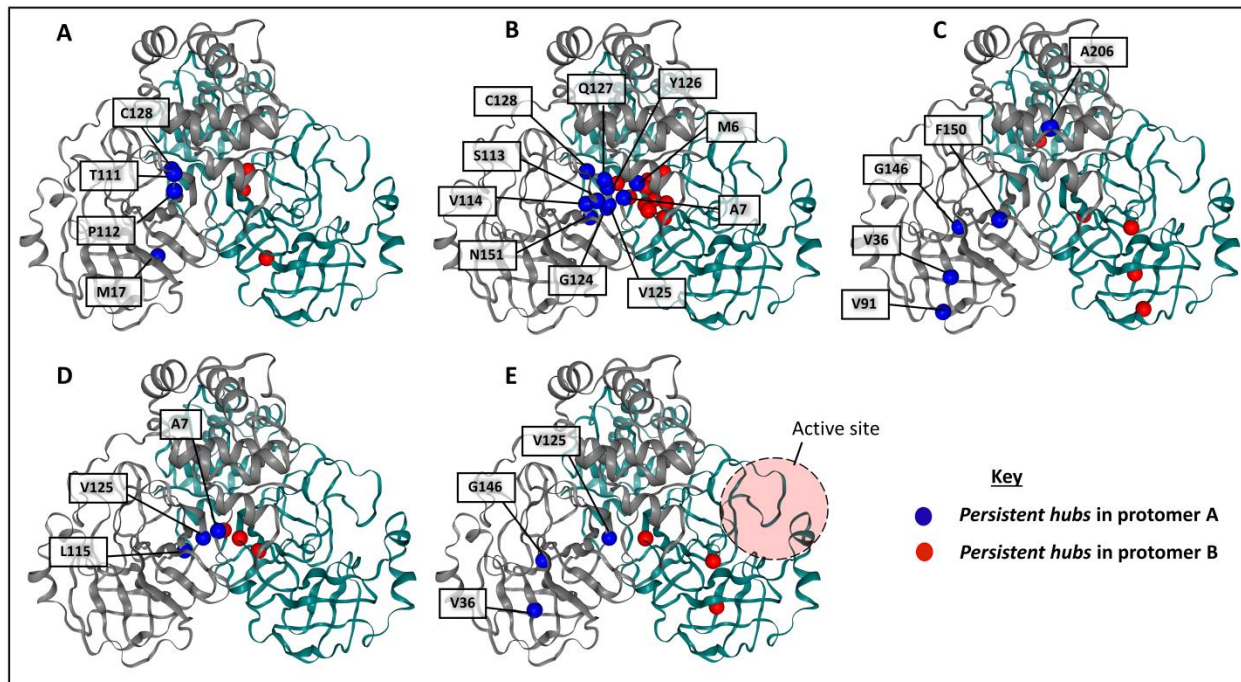 A
C128
T111
P112
M17
B
Q127
Y126
C128
M6
S113
V114
A7
N151
G124
V125
C
A206
F150
G146
V36
V91
D
A7
V125
L115
E
V125
Active site
G146
V36
Key
Persistent hubs in protomer A
Persistent hubs in protomer B